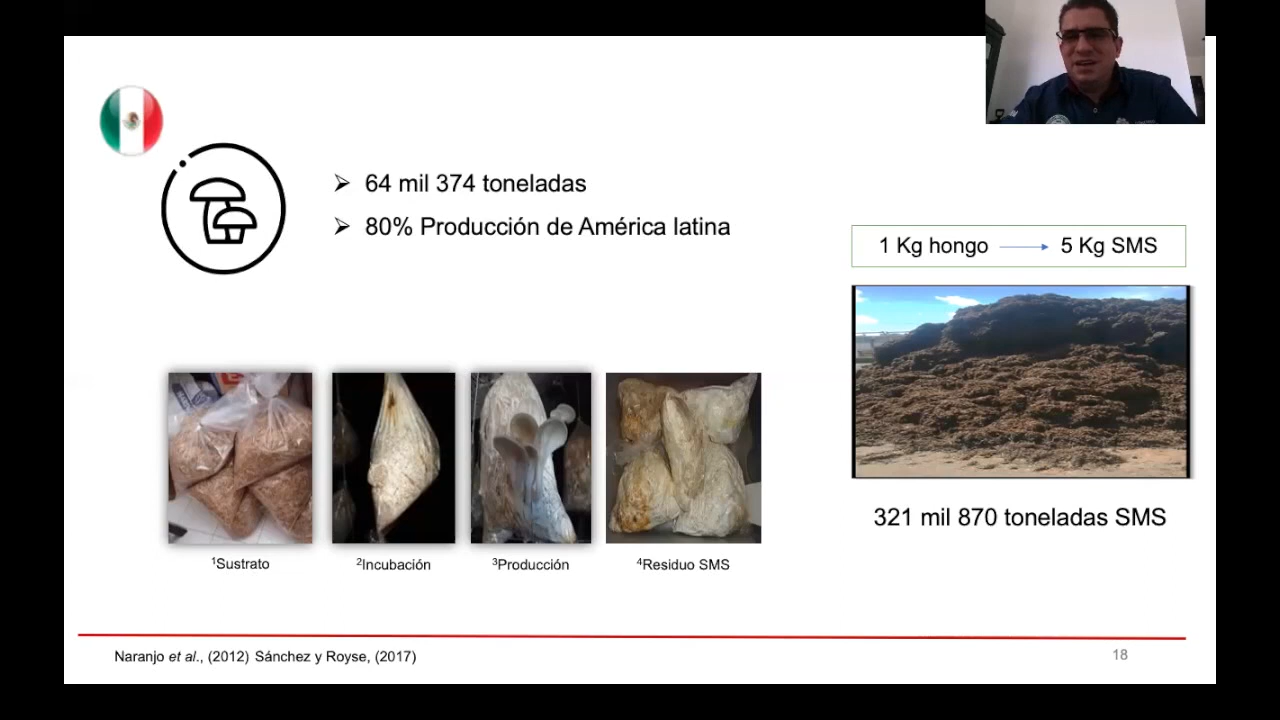 64 mil 374 toneladas
80% Producción de América latina
1 Kg hongo 5 Kg SMS
321 mil 870 toneladas SMS
¹Sustrato
²Incubación
³Producción
⁴Residuo SMS
Naranjo et al., (2012) Sánchez y Royse, (2017)
18